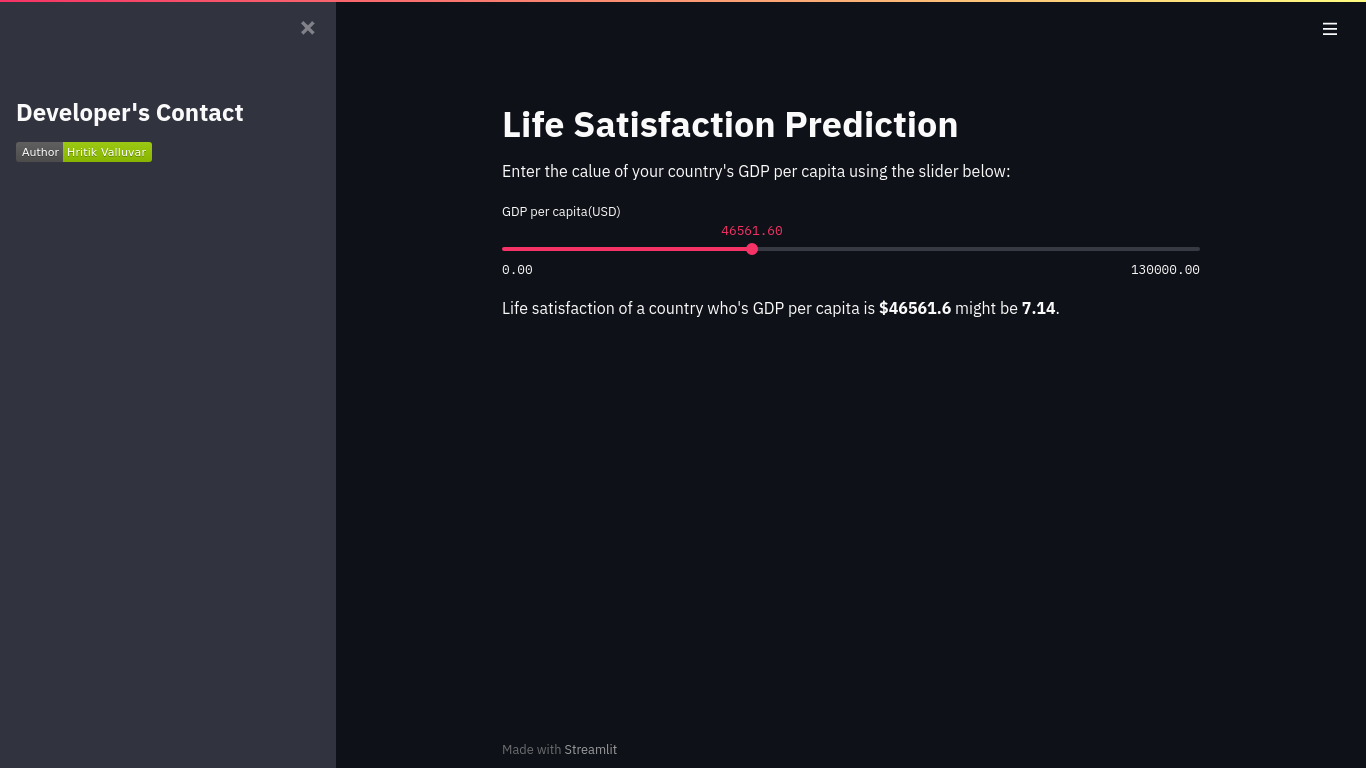 Developer's Contact
Author Hritik Valluvar
Life Satisfaction Prediction
Enter the calue of your country's GDP per capita using the slider below:
GDP per capita(USD)
46561.60
0.00 130000.00
Life satisfaction of a country who's GDP per capita is $46561.6 might be 7.14.
Made with Streamlit